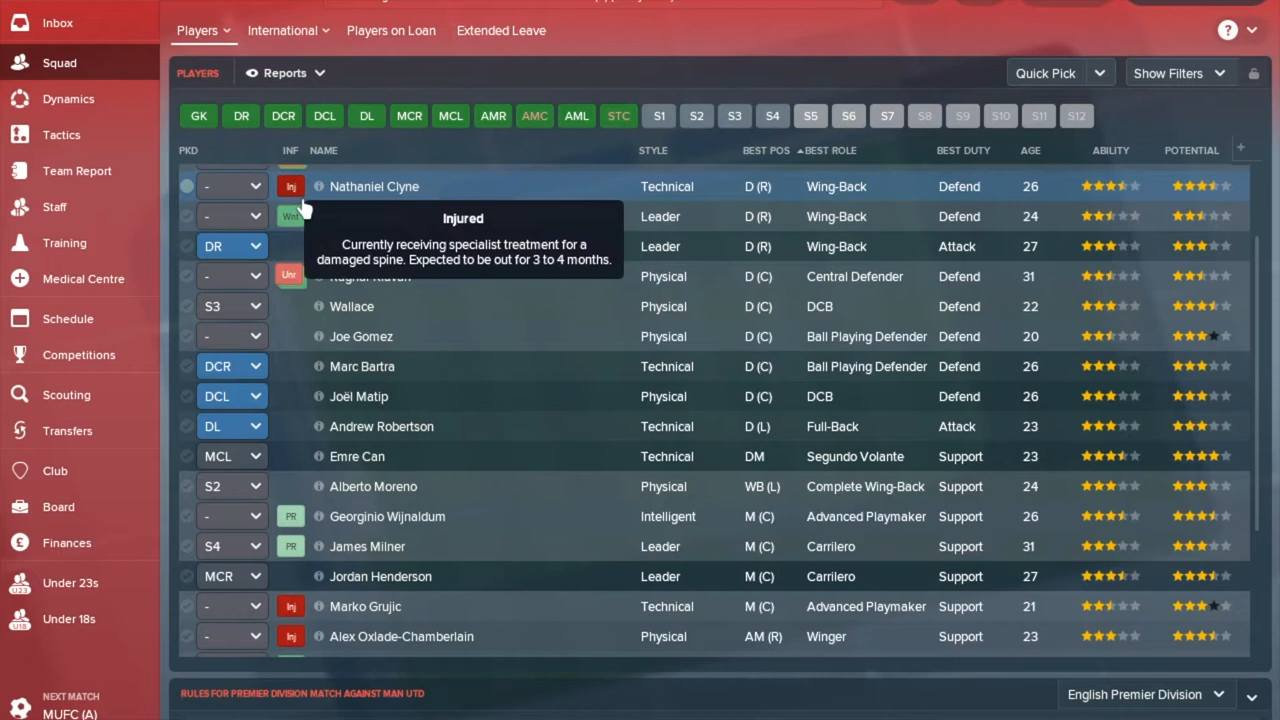 Inbox
Squad
Dynamics
Tactics
Team Report
Staff
Training
Medical Centre
Schedule
Competitions
Scouting
Transfers
Club
Board
Finances
Under 23s
Under 18s
NEXT MATCH
MUFC (A)
Players International Players on Loan Extended Leave ?
PLAYERS Reports Quick Pick Show Filters
GK DR DCR DCL DL MCR MCL AMR AMC AML STC S1 S2 S3 S4 S5 S6 S7 S8 S9 S10 S11 S12
PKD INF NAME STYLE BEST POS BEST ROLE BEST DUTY AGE ABILITY POTENTIAL +
- Inj Nathaniel Clyne Technical D (R) Wing-Back Defend 26
- Wnt Leader D (R) Wing-Back Defend 24
Injured
Currently receiving specialist treatment for a
damaged spine. Expected to be out for 3 to 4 months.
DR Leader D (R) Wing-Back Attack 27
- Unr Ragnar Klavan Physical D (C) Central Defender Defend 31
S3 Wallace Physical D (C) DCB Defend 22
- Joe Gomez Physical D (C) Ball Playing Defender Defend 20
DCR Marc Bartra Technical D (C) Ball Playing Defender Defend 26
DCL Joël Matip Physical D (C) DCB Defend 26
DL Andrew Robertson Technical D (L) Full-Back Attack 23
MCL Emre Can Technical DM Segundo Volante Support 23
S2 Alberto Moreno Physical WB (L) Complete Wing-Back Support 24
- PR Georginio Wijnaldum Intelligent M (C) Advanced Playmaker Support 26
S4 PR James Milner Leader M (C) Carrilero Support 31
MCR Jordan Henderson Leader M (C) Carrilero Support 27
- Inj Marko Grujic Technical M (C) Advanced Playmaker Support 21
- Inj Alex Oxlade-Chamberlain Physical AM (R) Winger Support 23
RULES FOR PREMIER DIVISION MATCH AGAINST MAN UTD English Premier Division